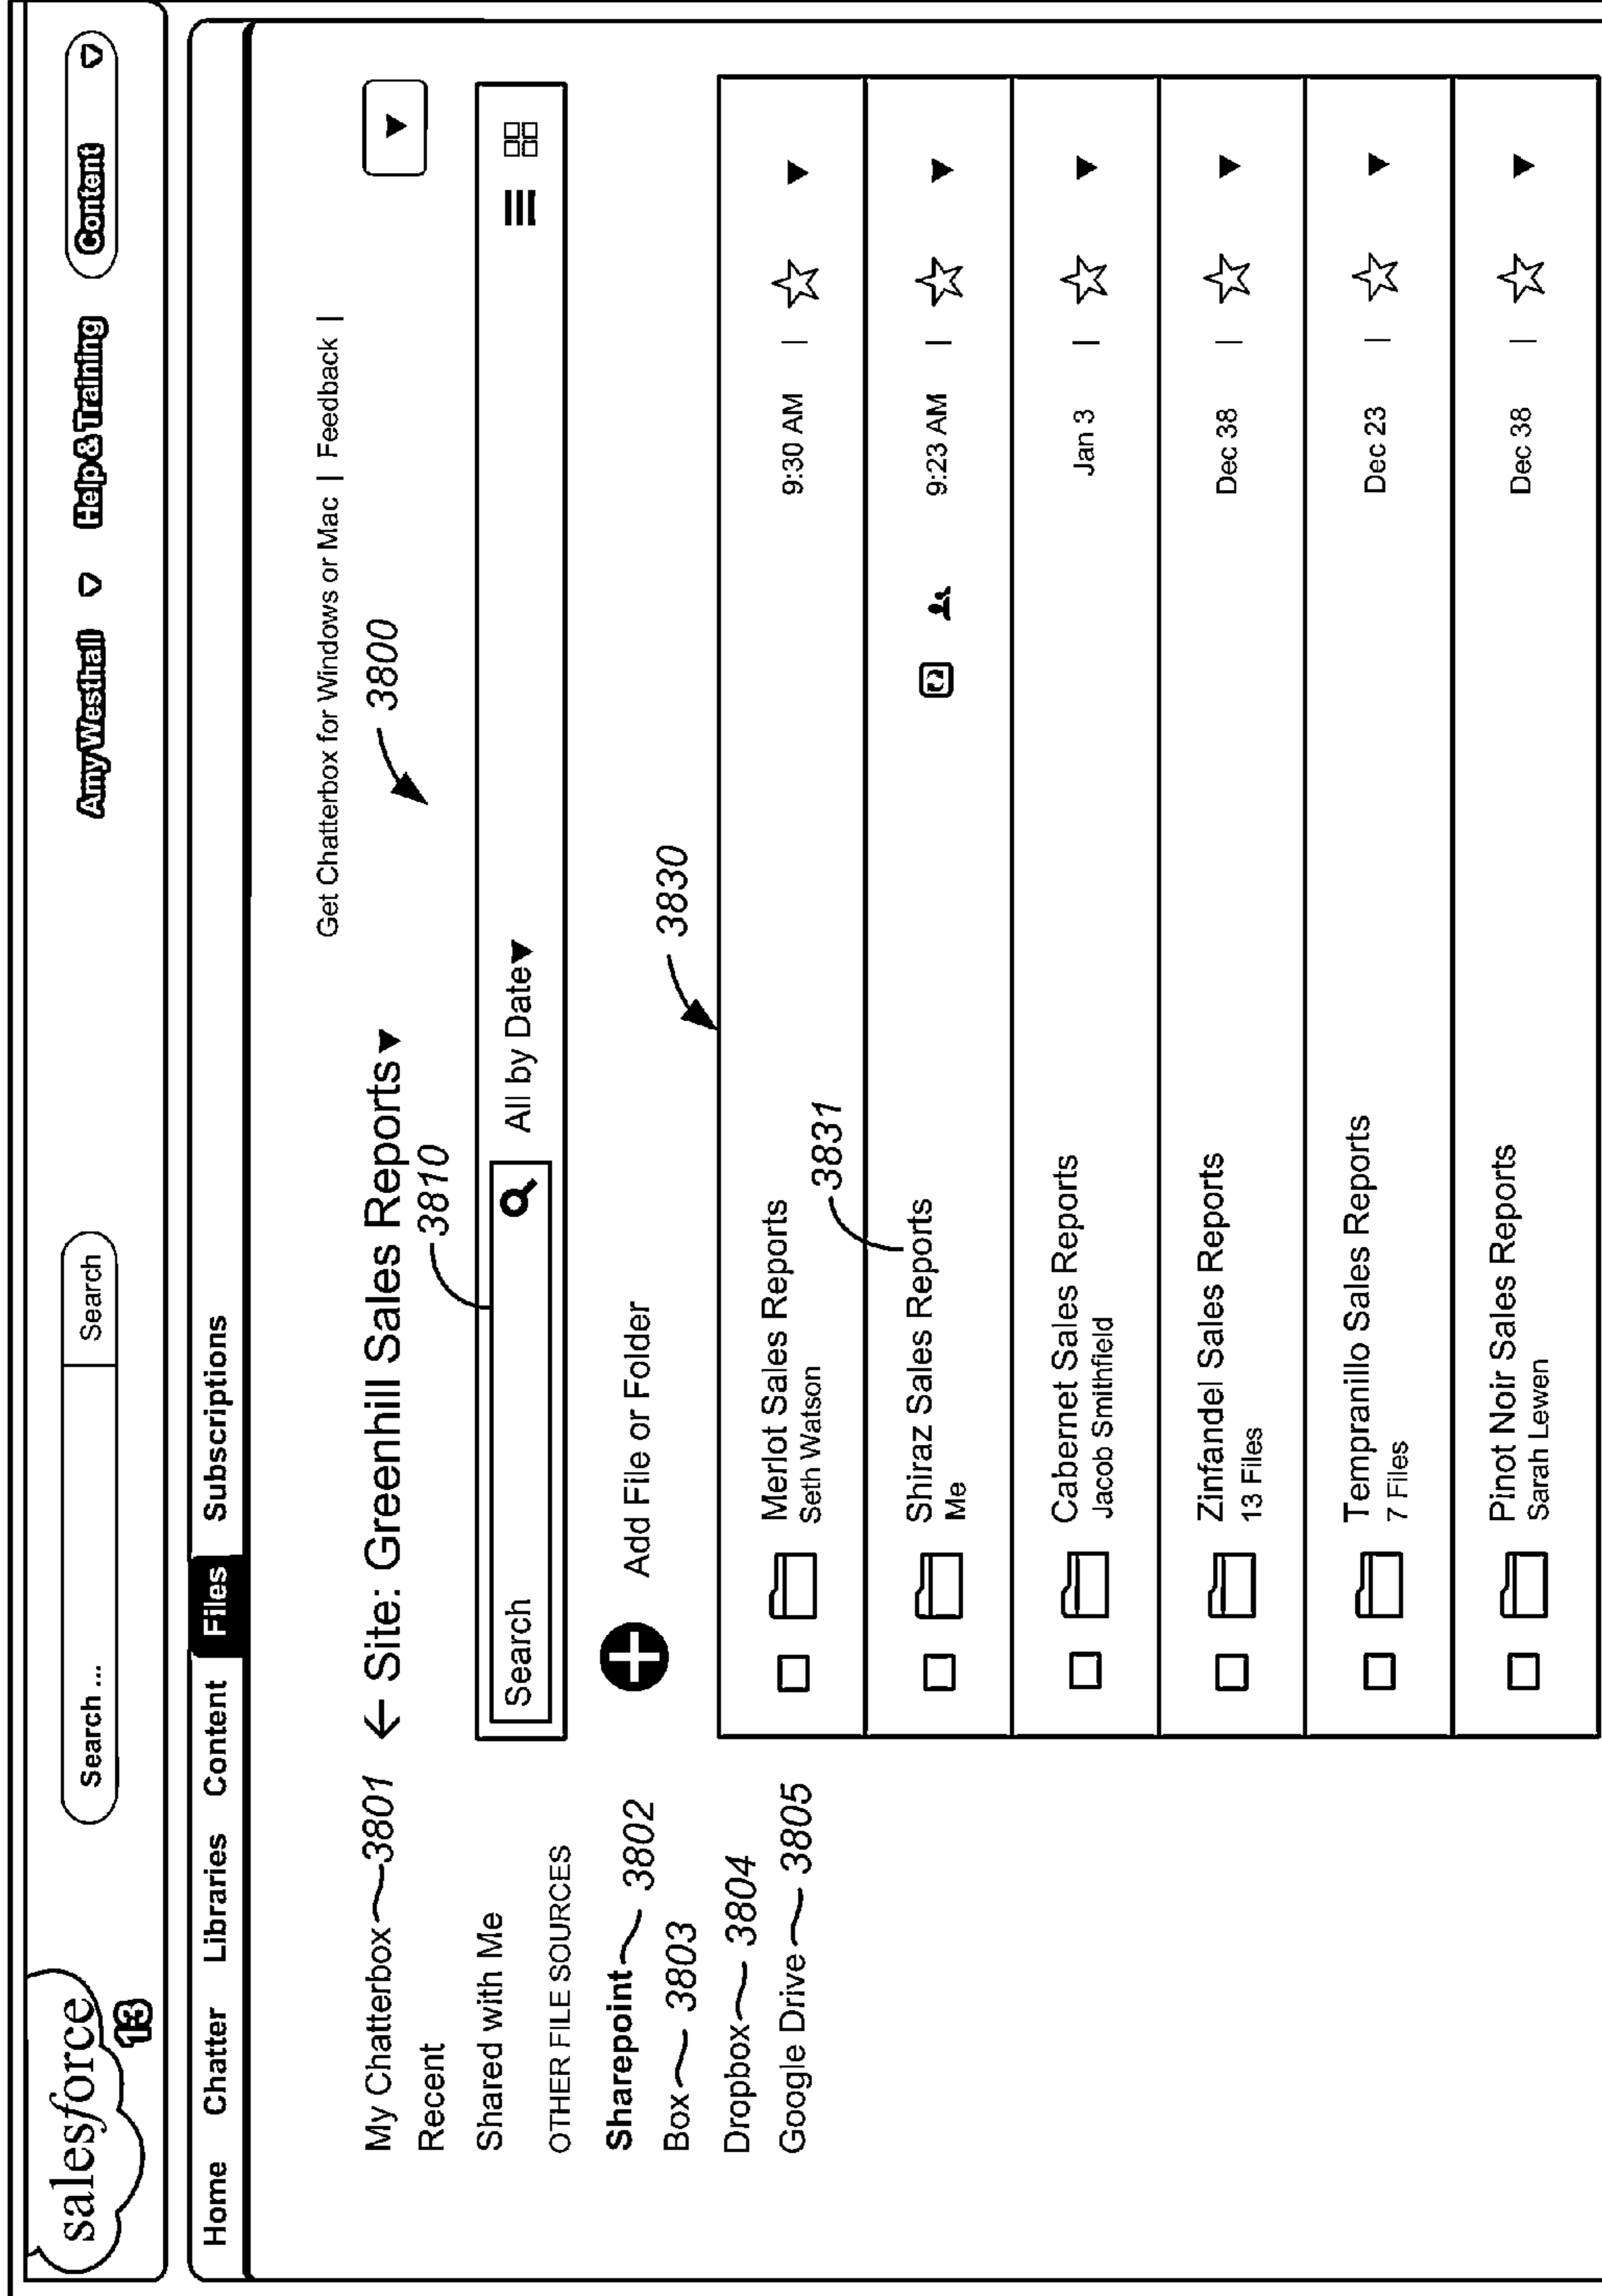 salesforce
13
Search ... Search
Amy Westhall Help & Training Content
Home Chatter Libraries Content Files Subscriptions
Get Chatterbox for Windows or Mac | Feedback |
My Chatterbox 3801
Recent
Shared with Me
OTHER FILE SOURCES
Sharepoint 3802
Box 3803
Dropbox 3804
Google Drive 3805
← Site: Greenhill Sales Reports
3800
3810
Search All by Date
Add File or Folder
3830
Merlot Sales Reports 9:30 AM |
Seth Watson
3831
Shiraz Sales Reports 9:23 AM |
Me
Cabernet Sales Reports Jan 3 |
Jacob Smithfield
Zinfandel Sales Reports Dec 38 |
13 Files
Tempranillo Sales Reports Dec 23 |
7 Files
Pinot Noir Sales Reports Dec 38 |
Sarah Lewen